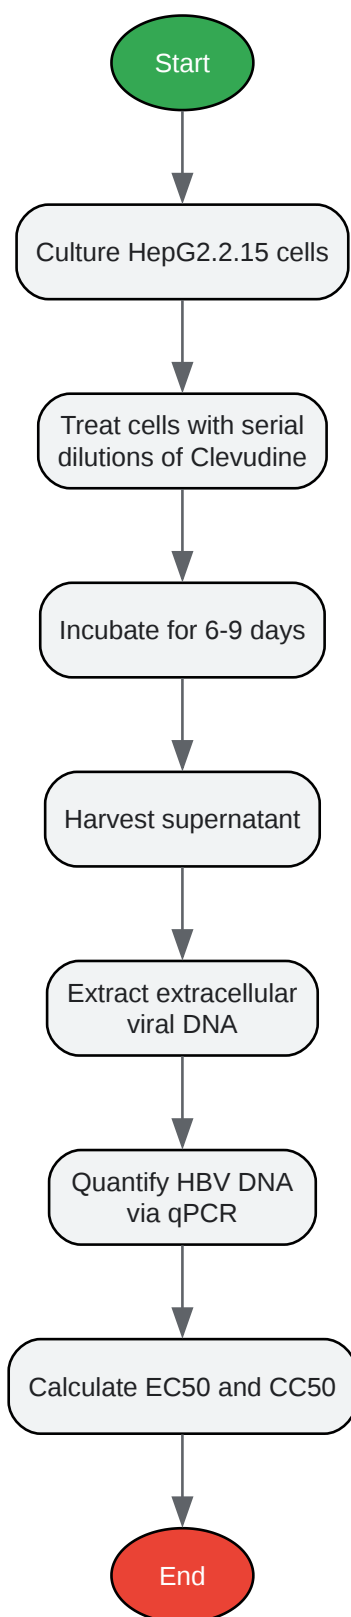 Start
Culture HepG2.2.15 cells
Treat cells with serial
dilutions of Clevudine
Incubate for 6-9 days
Harvest supernatant
Extract extracellular
viral DNA
Quantify HBV DNA
via qPCR
Calculate EC50 and CC50
End